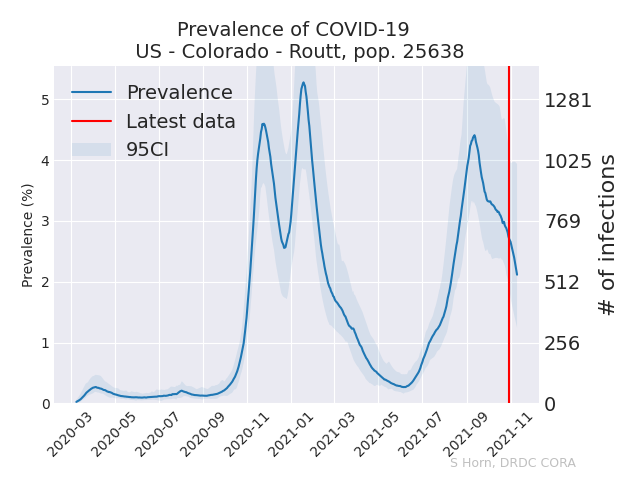 Prevalence of COVID-19
US - Colorado - Routt, pop. 25638
Prevalence
Latest data
95CI
Prevalence (%)
5
4
3
2
1
0
1281
1025
769
512
256
0
# of infections
2020-03
2020-05
2020-07
2020-09
2020-11
2021-01
2021-03
2021-05
2021-07
2021-09
2021-11
S Horn, DRDC CORA